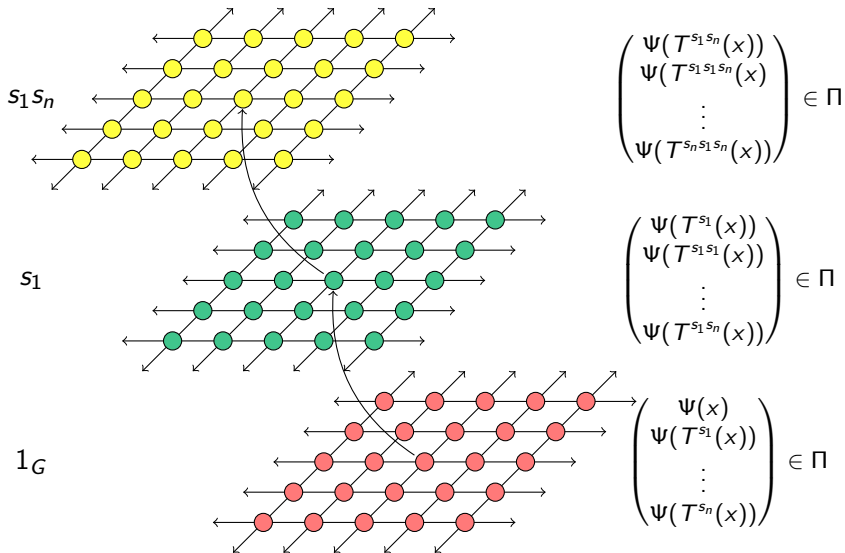 s₁sₙ
Ψ(T^{s₁sₙ}(x))
Ψ(T^{s₁s₁sₙ}(x)
⋮
Ψ(T^{sₙs₁sₙ}(x))
∈ Π
s₁
Ψ(T^{s₁}(x))
Ψ(T^{s₁s₁}(x))
⋮
Ψ(T^{s₁sₙ}(x))
∈ Π
1_G
Ψ(x)
Ψ(T^{s₁}(x))
⋮
Ψ(T^{sₙ}(x))
∈ Π